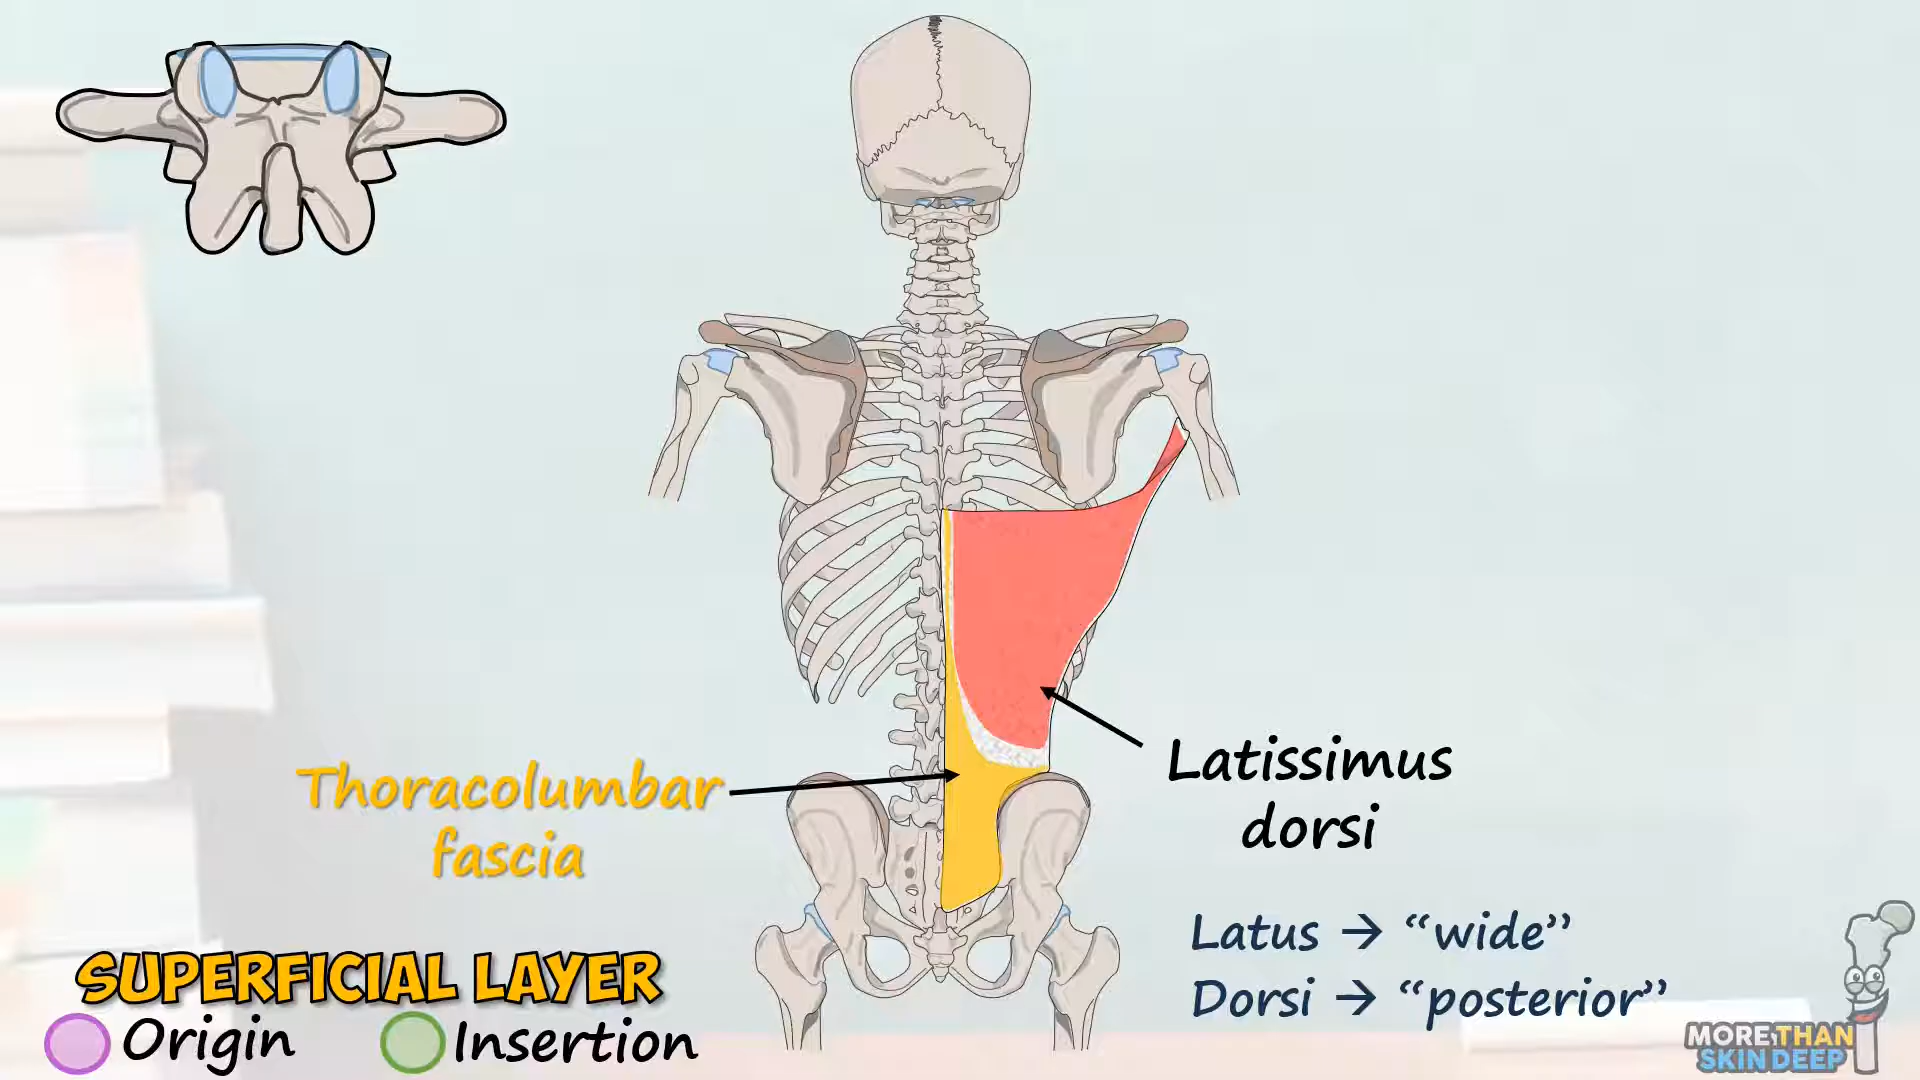 Thoracolumbar
fascia
Latissimus
dorsi
Latus → “wide”
Dorsi → “posterior”
SUPERFICIAL LAYER
Origin
Insertion
MORE THAN
SKIN DEEP